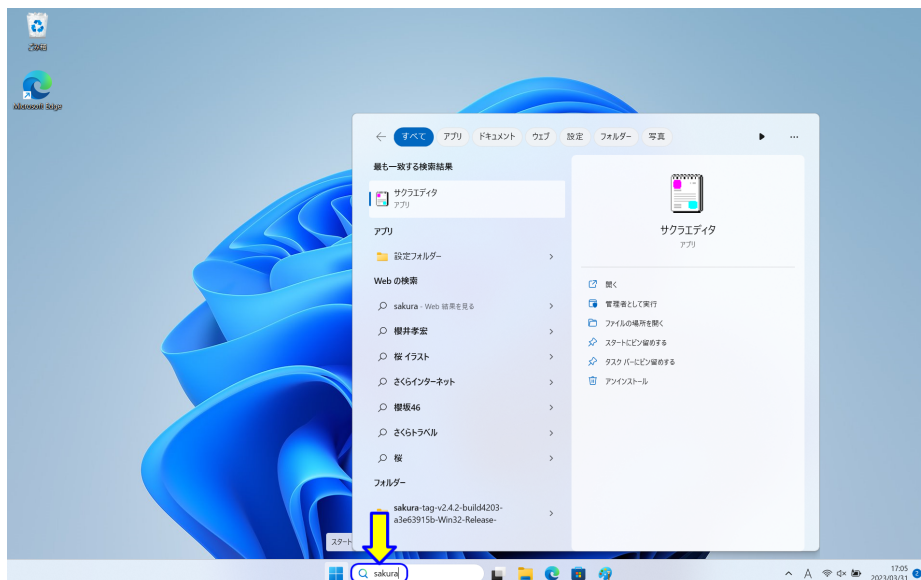 ごみ箱
Microsoft Edge
すべて
アプリ
ドキュメント
ウェブ
設定
フォルダー
写真
最も一致する検索結果
サクラエディタ
アプリ
アプリ
設定フォルダー
Web の検索
sakura - Web 結果を見る
櫻井孝宏
桜 イラスト
さくらインターネット
櫻坂46
さくらトラベル
桜
フォルダー
sakura-tag-v2.4.2-build4203-
a3e63915b-Win32-Release-
サクラエディタ
アプリ
開く
管理者として実行
ファイルの場所を開く
スタートにピン留めする
タスク バーにピン留めする
アンインストール
スタート
sakura
A
17:05
2023/03/31
2